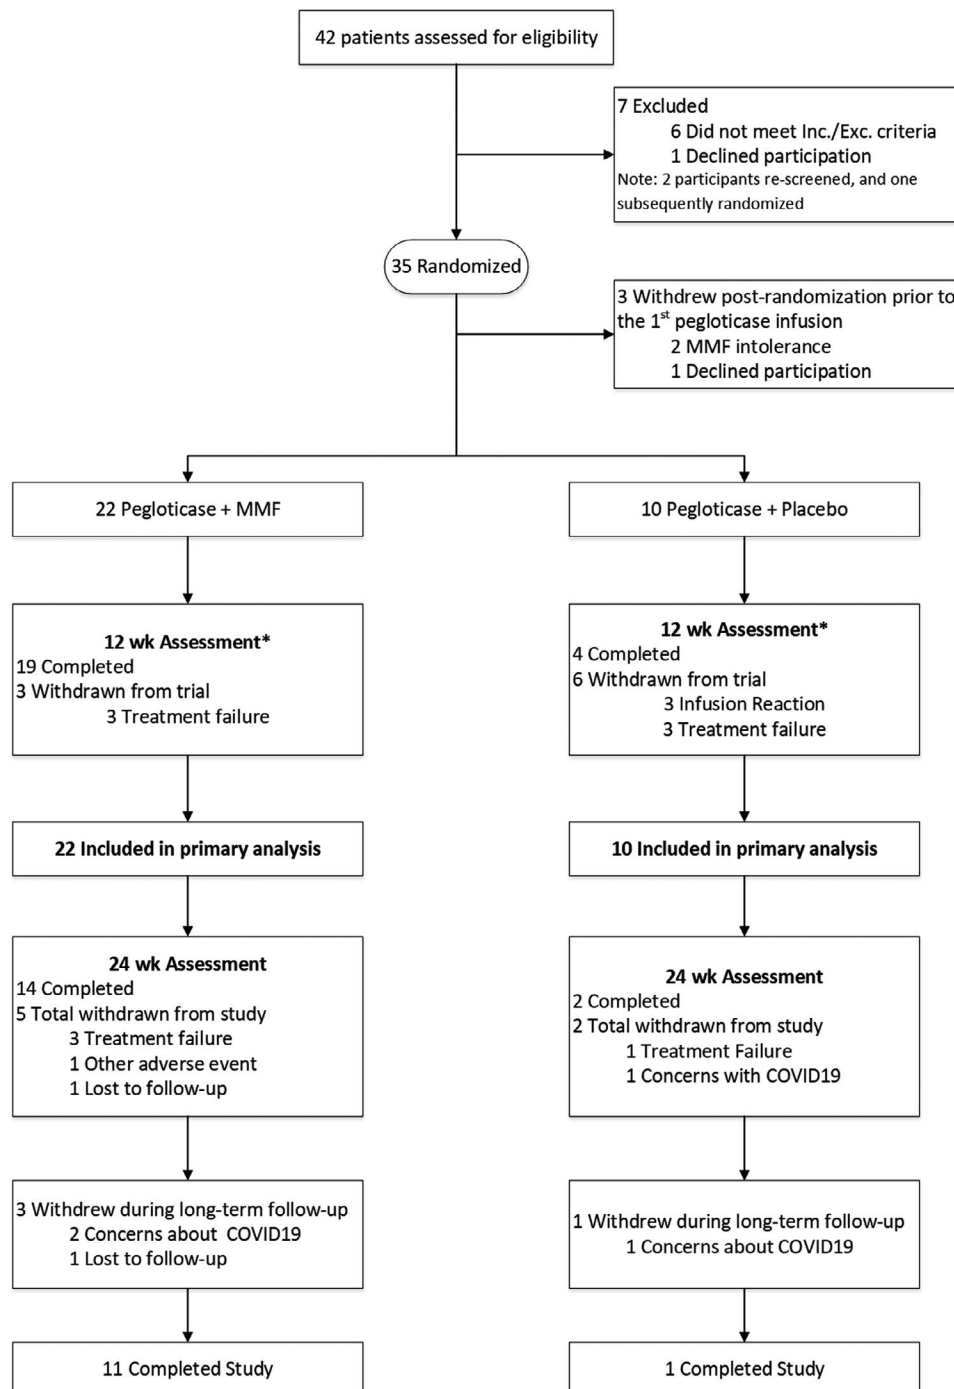 42 patients assessed for eligibility
7 Excluded
6 Did not meet Inc./Exc. criteria
1 Declined participation
Note: 2 participants re-screened, and one
subsequently randomized
35 Randomized
3 Withdrew post-randomization prior to
the 1st pegloticase infusion
2 MMF intolerance
1 Declined participation
22 Pegloticase + MMF
10 Pegloticase + Placebo
12 wk Assessment*
19 Completed
3 Withdrawn from trial
3 Treatment failure
12 wk Assessment*
4 Completed
6 Withdrawn from trial
3 Infusion Reaction
3 Treatment failure
22 Included in primary analysis
10 Included in primary analysis
24 wk Assessment
14 Completed
5 Total withdrawn from study
3 Treatment failure
1 Other adverse event
1 Lost to follow-up
24 wk Assessment
2 Completed
2 Total withdrawn from study
1 Treatment Failure
1 Concerns with COVID19
3 Withdrew during long-term follow-up
2 Concerns about COVID19
1 Lost to follow-up
1 Withdrew during long-term follow-up
1 Concerns about COVID19
11 Completed Study
1 Completed Study